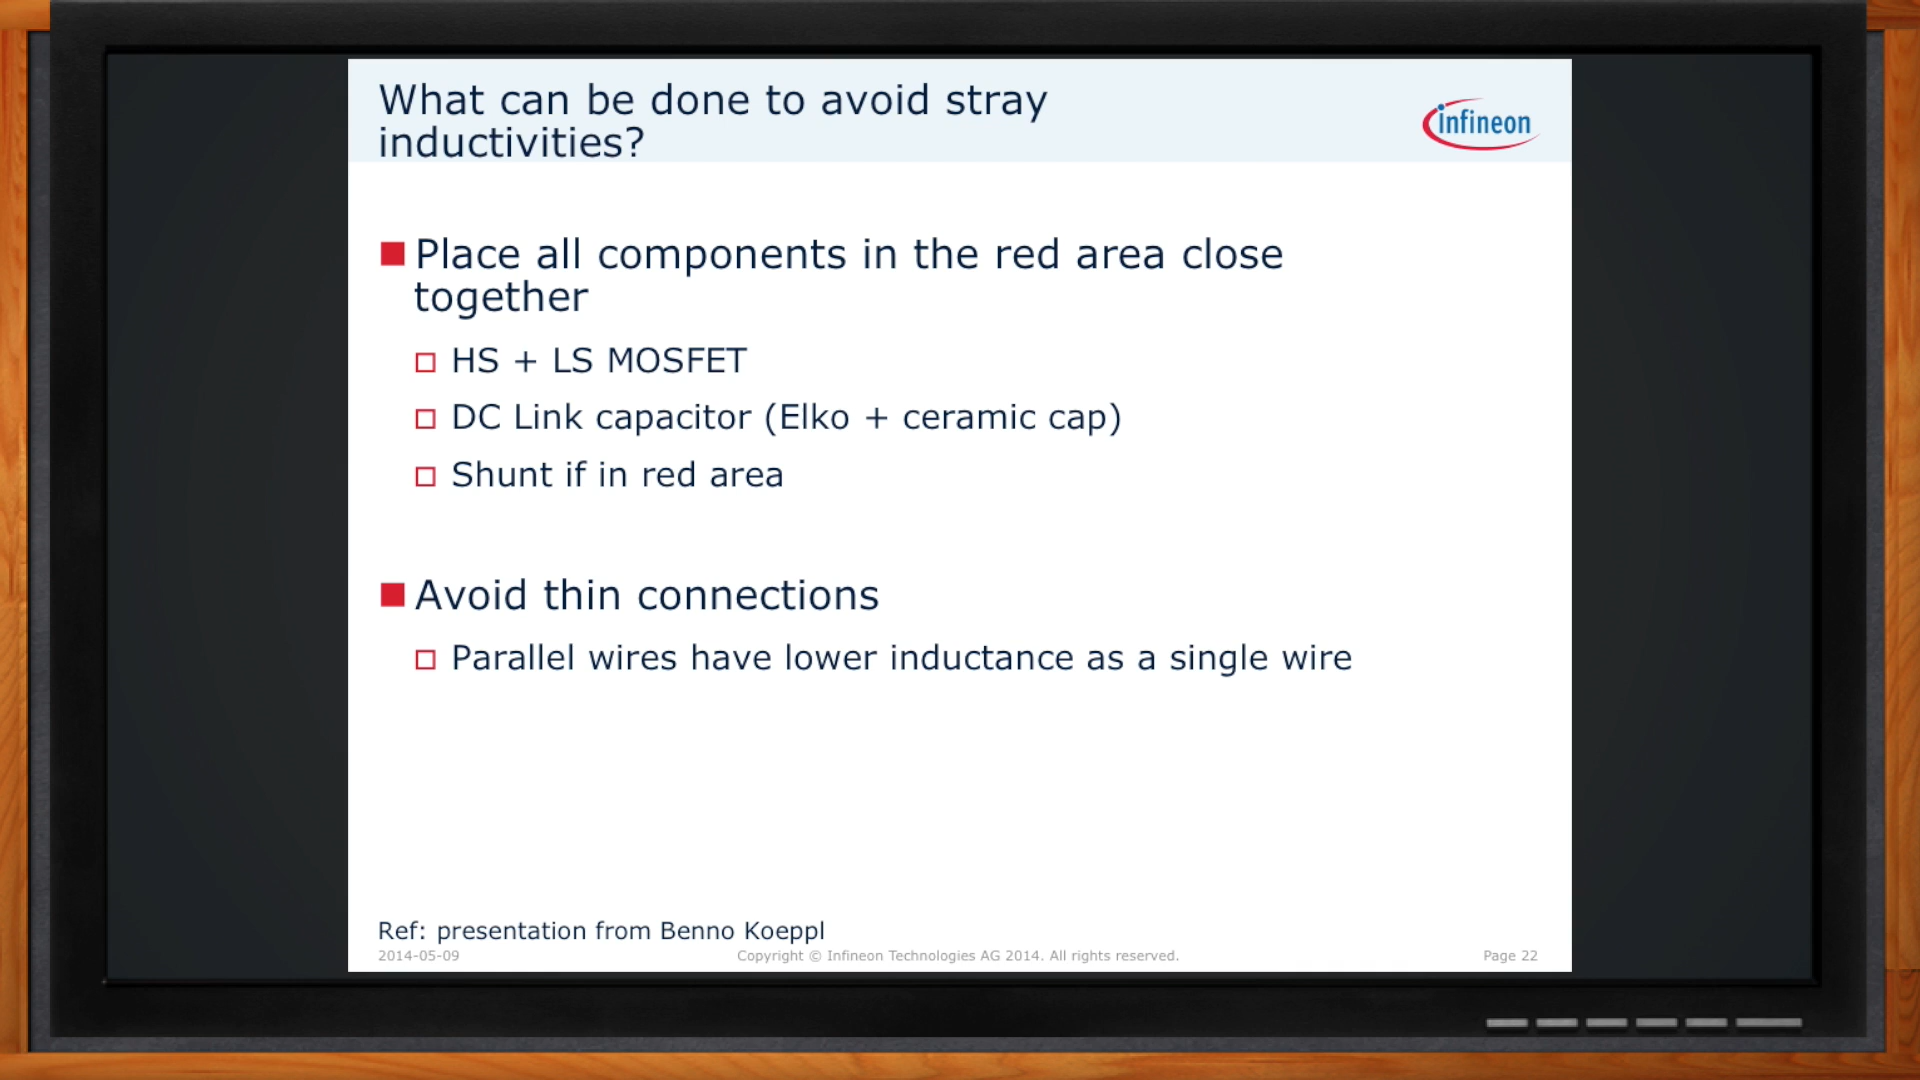 What can be done to avoid stray
inductivities?
infineon
Place all components in the red area close
together
HS + LS MOSFET
DC Link capacitor (Elko + ceramic cap)
Shunt if in red area
Avoid thin connections
Parallel wires have lower inductance as a single wire
Ref: presentation from Benno Koeppl
2014-05-09
Copyright © Infineon Technologies AG 2014. All rights reserved.
Page 22